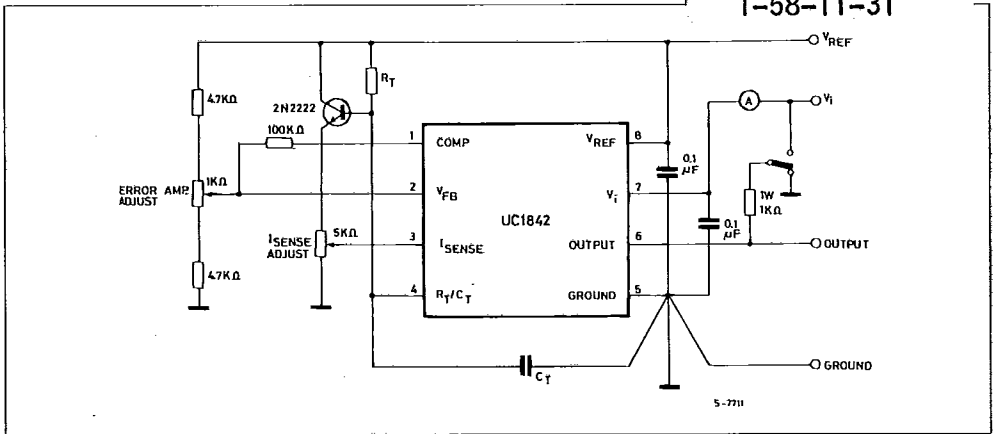 T-58-11-31
VREF
RT
A
Vi
4.7KΩ
2N2222
100KΩ
1
COMP
VREF
8
0.1
μF
ERROR AMP.
ADJUST
1KΩ
2
VFB
Vi
7
1W
1KΩ
UC1842
0.1
μF
ISENSE
ADJUST
5KΩ
3
ISENSE
OUTPUT
6
OUTPUT
4.7KΩ
4
RT/CT
GROUND
5
CT
GROUND
S-7711